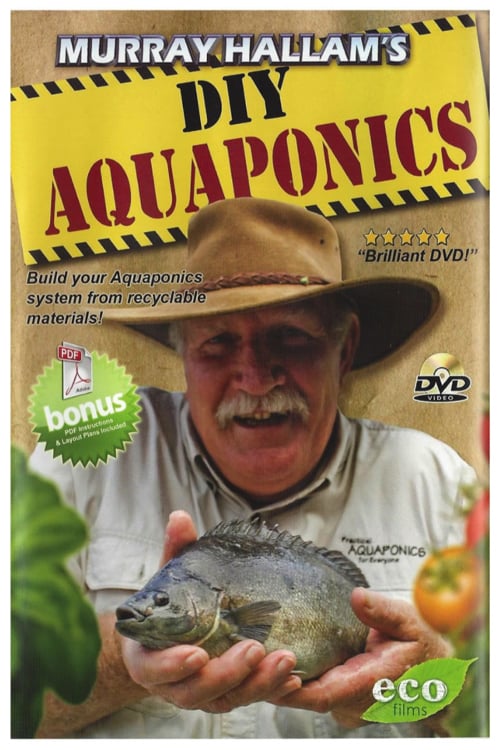 MURRAY HALLAM'S
DIY
AQUAPONICS
"Brilliant DVD!"
Build your Aquaponics
system from recyclable
materials!
PDF
Adobe
bonus
PDF Instructions
& Layout Plans Included
DVD
VIDEO
Practical
AQUAPONICS
for Everyone
eco
films